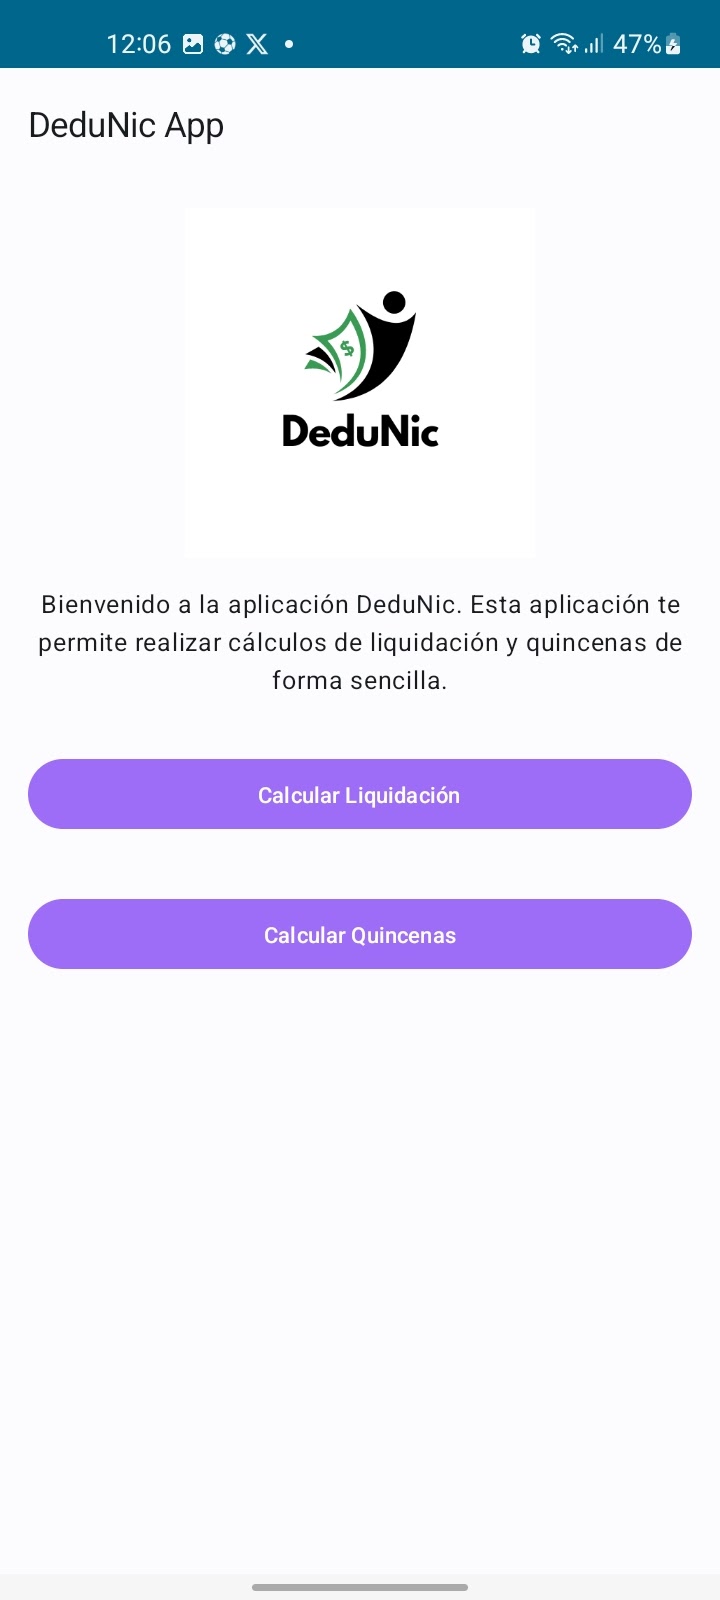 12:06
47%
DeduNic App
$
DeduNic
Bienvenido a la aplicación DeduNic. Esta aplicación te
permite realizar cálculos de liquidación y quincenas de
forma sencilla.
Calcular Liquidación
Calcular Quincenas